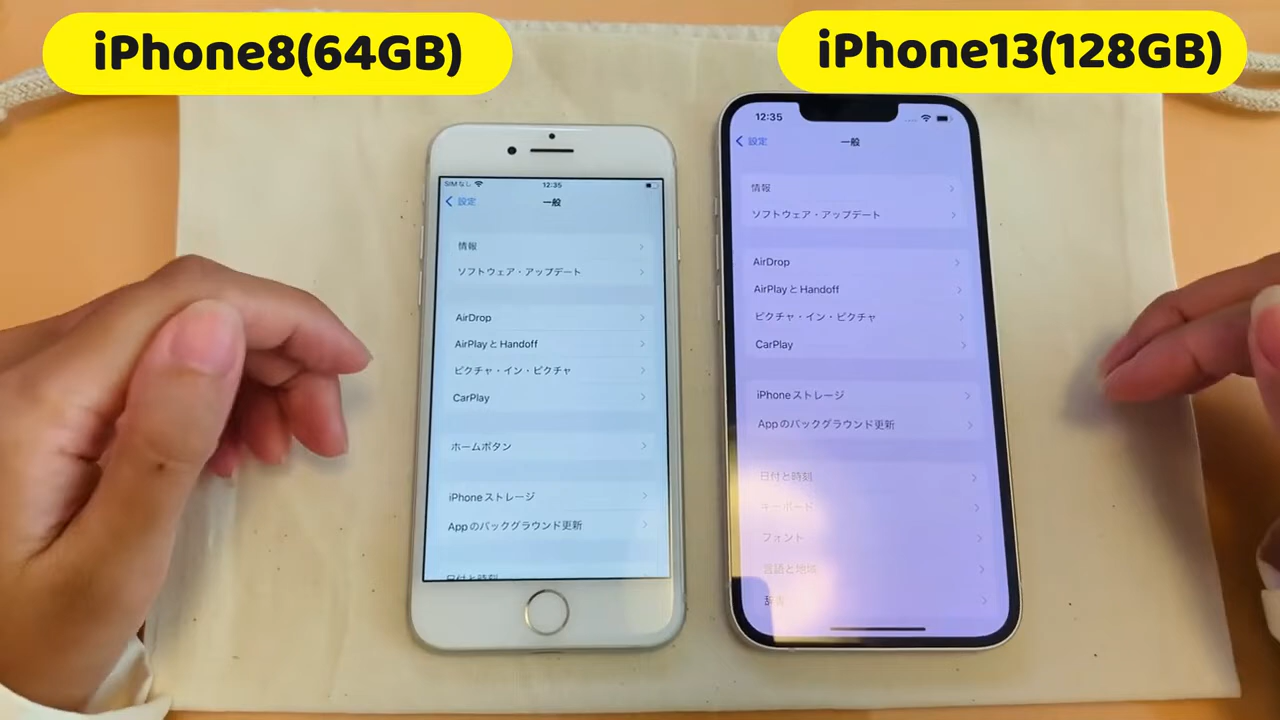 iPhone8(64GB)
iPhone13(128GB)
SIMなし
12:35
設定
一般
情報
ソフトウェア・アップデート
AirDrop
AirPlayとHandoff
ピクチャ・イン・ピクチャ
CarPlay
ホームボタン
iPhoneストレージ
Appのバックグラウンド更新
日付と時刻
12:35
設定
一般
情報
ソフトウェア・アップデート
AirDrop
AirPlayとHandoff
ピクチャ・イン・ピクチャ
CarPlay
iPhoneストレージ
Appのバックグラウンド更新
日付と時刻
キーボード
フォント
言語と地域
辞書